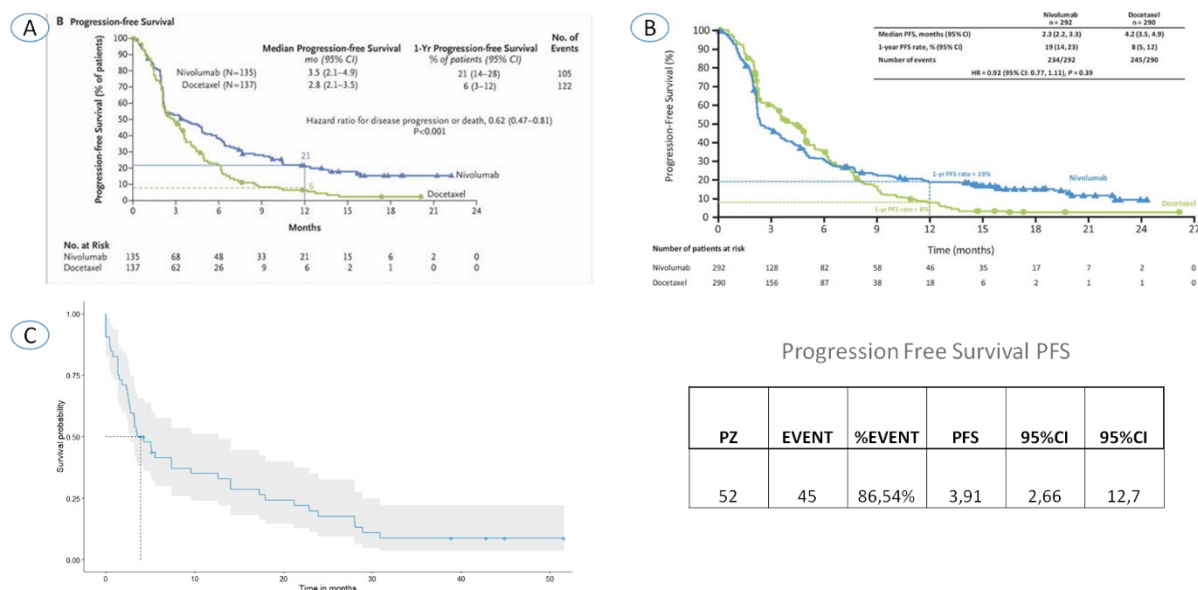 A
B Progression-free Survival
Median Progression-free Survival
mo (95% CI)
1-Yr Progression-free Survival
% of patients (95% CI)
No. of
Events
Nivolumab (N=135) 3.5 (2.1–4.9) 21 (14–28) 105
Docetaxel (N=137) 2.8 (2.1–3.5) 6 (3–12) 122
Hazard ratio for disease progression or death, 0.62 (0.47–0.81)
P<0.001
Progression-free Survival (% of patients)
100
90
80
70
60
50
40
30
20
10
0
21
6
Nivolumab
Docetaxel
0 3 6 9 12 15 18 21 24
Months
No. at Risk
Nivolumab 135 68 48 33 21 15 6 2 0
Docetaxel 137 62 26 9 6 2 1 0 0
B
Nivolumab
n = 292
Docetaxel
n = 290
Median PFS, months (95% CI) 2.3 (2.2, 3.3) 4.2 (3.5, 4.9)
1-year PFS rate, % (95% CI) 19 (14, 23) 8 (5, 12)
Number of events 234/292 245/290
HR = 0.92 (95% CI: 0.77, 1.11), P = 0.39
Progression-Free Survival (%)
100
90
80
70
60
50
40
30
20
10
0
1-yr PFS rate = 19%
1-yr PFS rate = 8%
Nivolumab
Docetaxel
0 3 6 9 12 15 18 21 24 27
Time (months)
Number of patients at risk
Nivolumab 292 128 82 58 46 35 17 7 2 0
Docetaxel 290 156 87 38 18 6 2 1 1 0
C
Survival probability
1.00
0.75
0.50
0.25
0.00
0 10 20 30 40 50
Time in months
Progression Free Survival PFS
PZ EVENT %EVENT PFS 95%CI 95%CI
52 45 86,54% 3,91 2,66 12,7